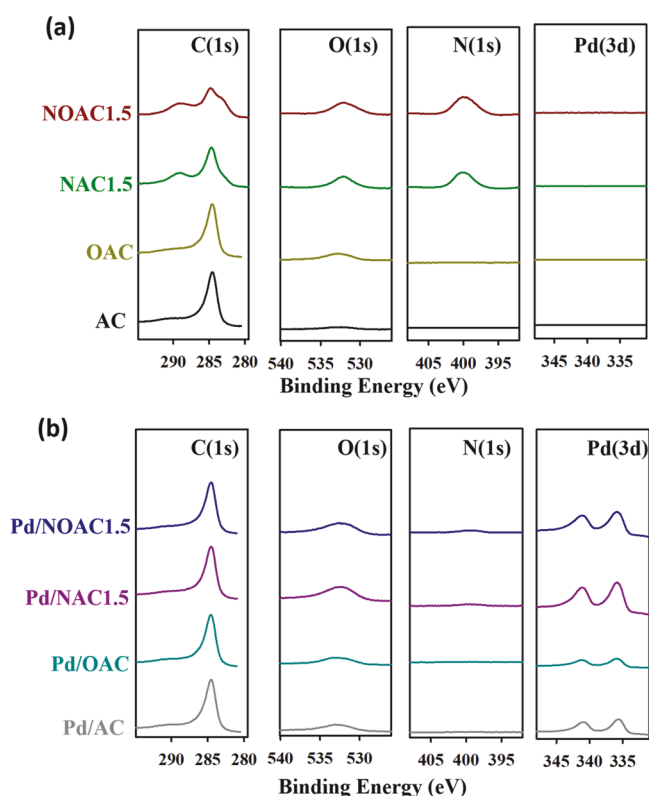 (a)
C(1s) O(1s) N(1s) Pd(3d)
NOAC1.5
NAC1.5
OAC
AC
290 285 280 540 535 530 405 400 395 345 340 335
Binding Energy (eV)
(b)
C(1s) O(1s) N(1s) Pd(3d)
Pd/NOAC1.5
Pd/NAC1.5
Pd/OAC
Pd/AC
290 285 280 540 535 530 405 400 395 345 340 335
Binding Energy (eV)